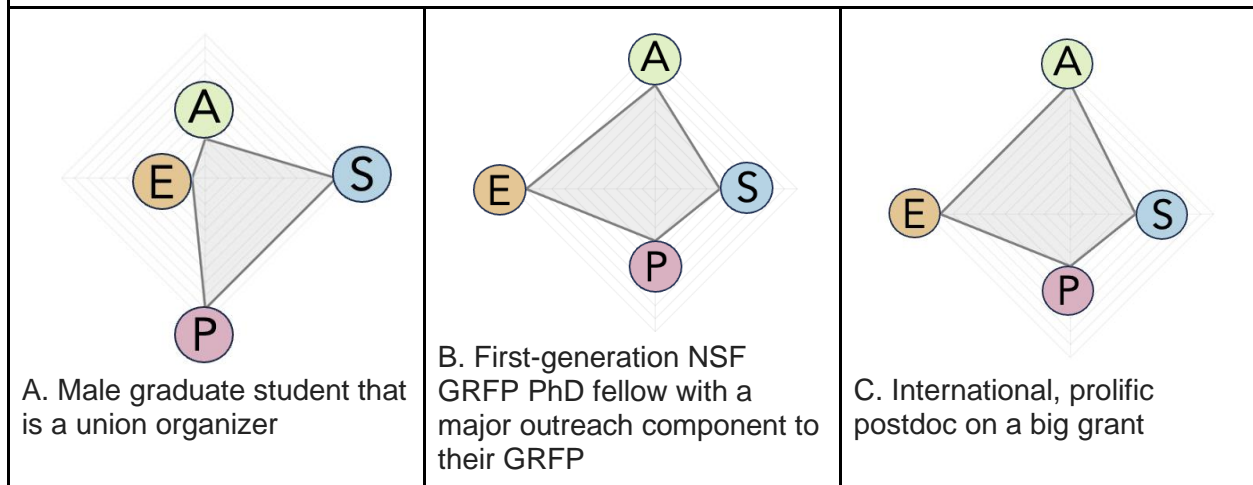 A
E
S
P
A. Male graduate student that
is a union organizer
A
E
S
P
B. First-generation NSF
GRFP PhD fellow with a
major outreach component to
their GRFP
A
E
S
P
C. International, prolific
postdoc on a big grant